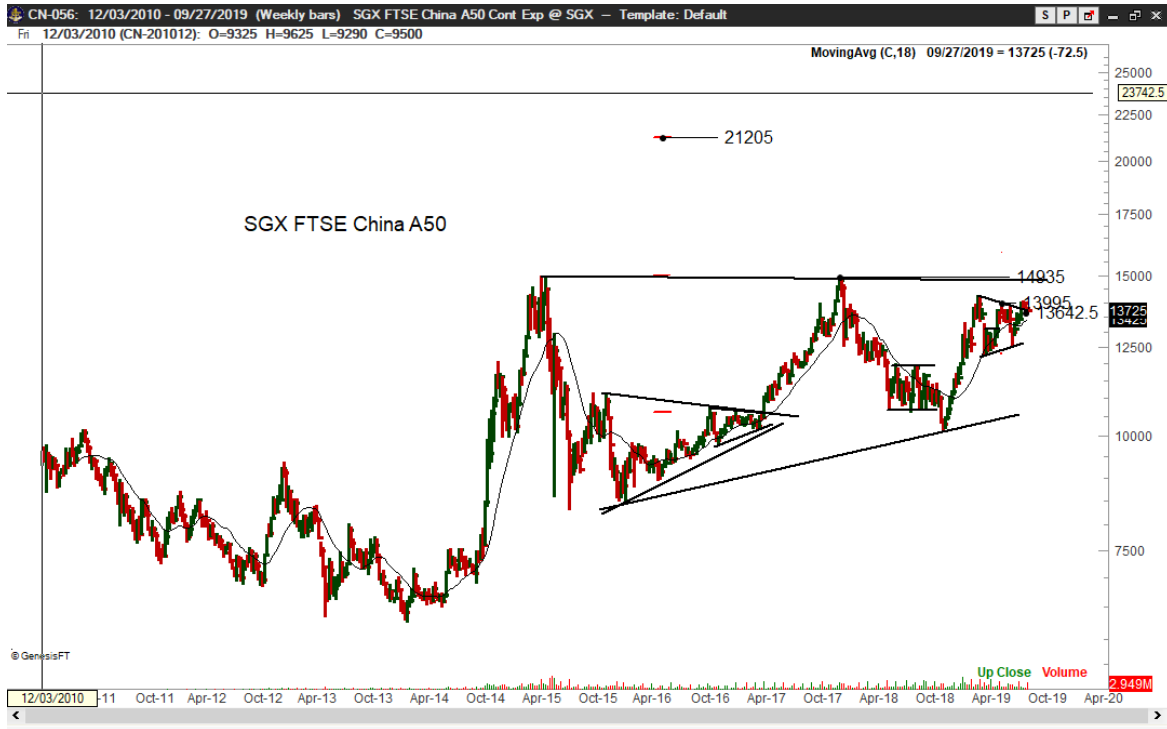 CN-056: 12/03/2010 - 09/27/2019 (Weekly bars) SGX FTSE China A50 Cont Exp @ SGX — Template: Default
S P
Fri 12/03/2010 (CN-201012): O=9325 H=9625 L=9290 C=9500
MovingAvg (C,18) 09/27/2019 = 13725 (-72.5)
25000
23742.5
22500
21205
20000
SGX FTSE China A50
17500
14935
15000
13995
13642.5
13725
12500
10000
7500
© GenesisFT
Up Close Volume
2.949M
12/03/2010 -11 Oct-11 Apr-12 Oct-12 Apr-13 Oct-13 Apr-14 Oct-14 Apr-15 Oct-15 Apr-16 Oct-16 Apr-17 Oct-17 Apr-18 Oct-18 Apr-19 Oct-19 Apr-20